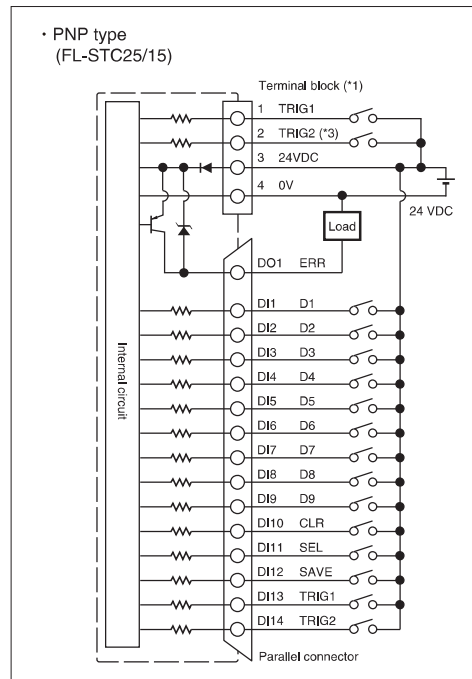 ・PNP type
(FL-STC25/15)
Terminal block (*1)
1 TRIG1
2 TRIG2 (*3)
3 24VDC
4 0V
24 VDC
Load
DO1 ERR
DI1 D1
DI2 D2
DI3 D3
DI4 D4
DI5 D5
DI6 D6
DI7 D7
DI8 D8
DI9 D9
DI10 CLR
DI11 SEL
DI12 SAVE
DI13 TRIG1
DI14 TRIG2
Internal circuit
Parallel connector